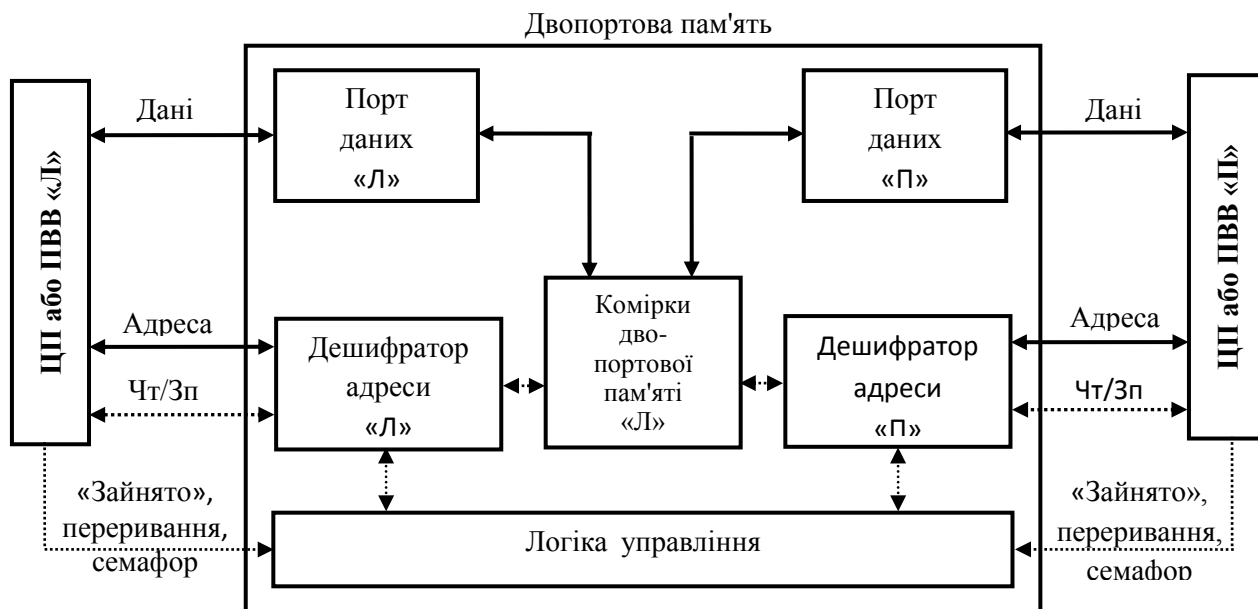 Двопортова пам'ять
ЦП або ПВВ «Л»
Дані
Порт
даних
«Л»
Порт
даних
«П»
Дані
ЦП або ПВВ «П»
Адреса
Чт/Зп
Дешифратор
адреси
«Л»
Комірки
дво-
портової
пам'яті
«Л»
Дешифратор
адреси
«П»
Адреса
Чт/Зп
«Зайнято»,
переривання,
семафор
Логіка управління
«Зайнято»,
переривання,
семафор